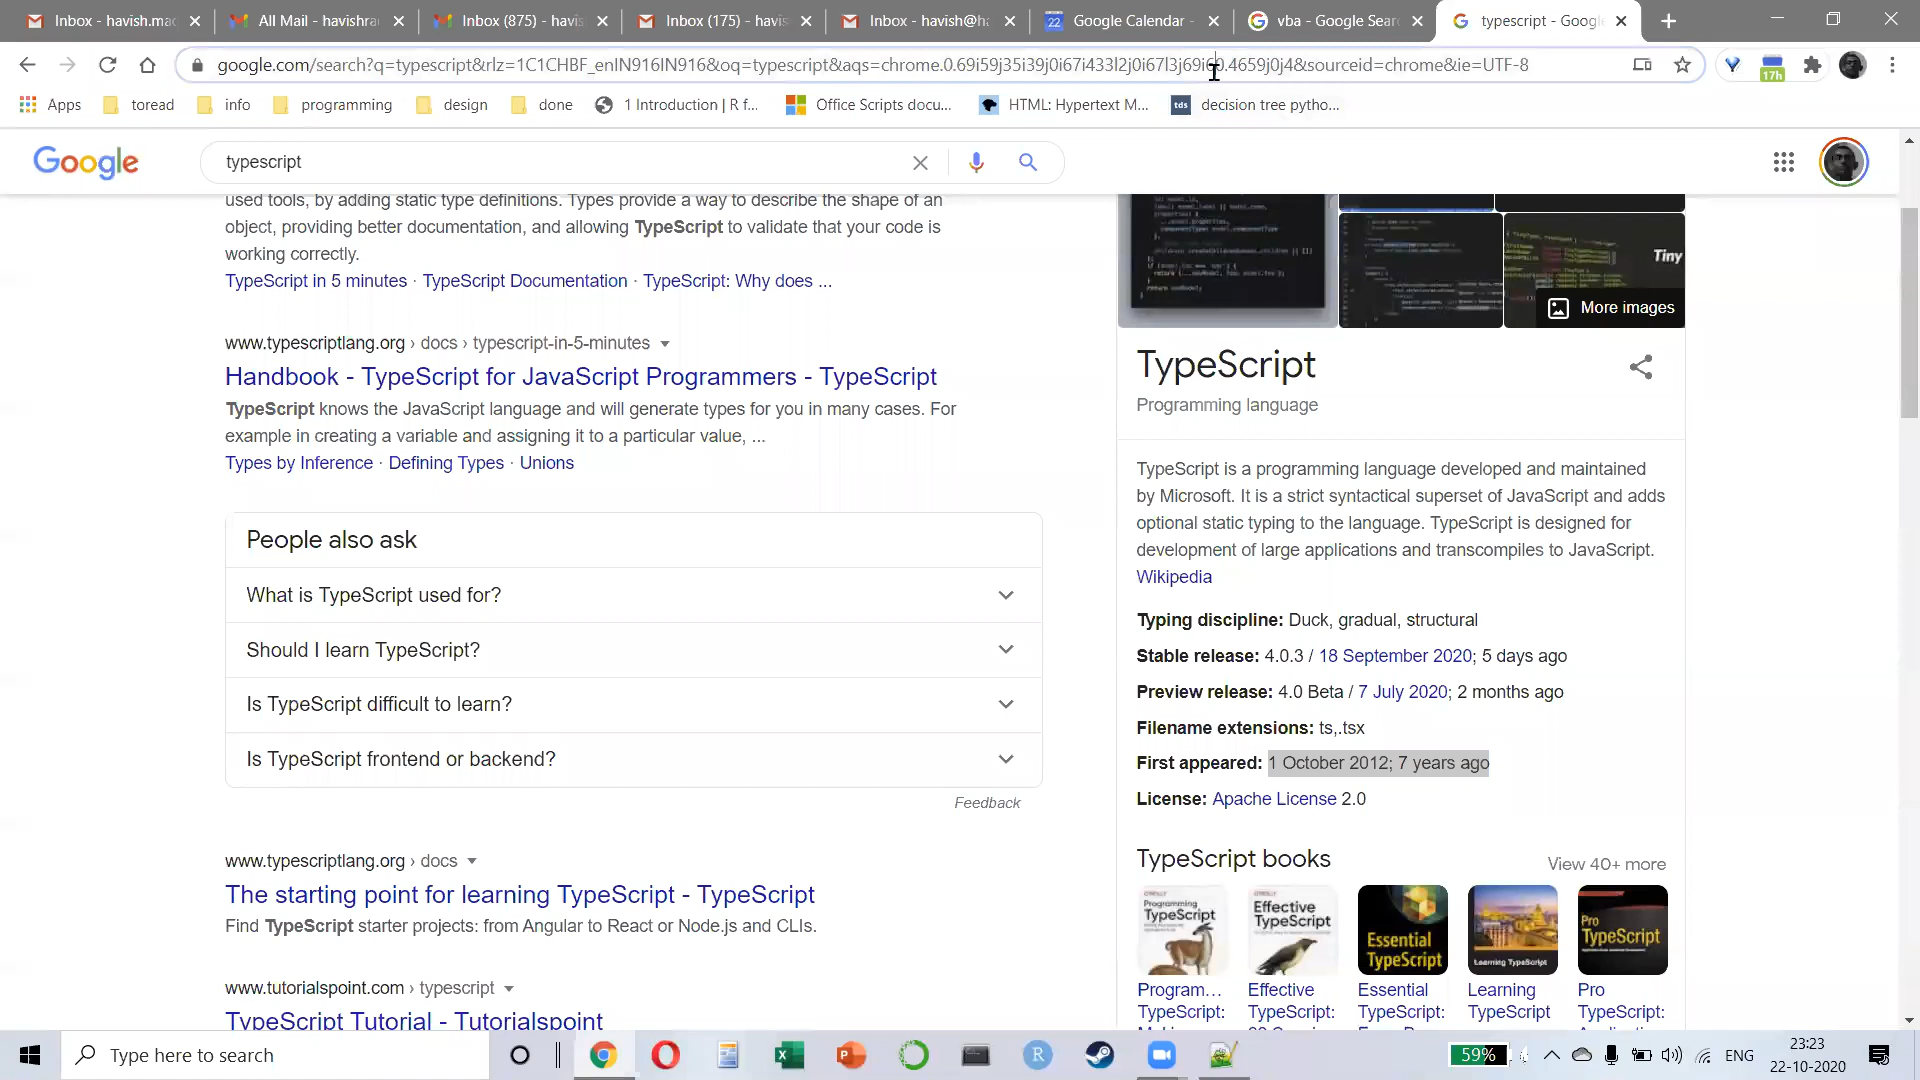 Inbox - havish.mac
All Mail - havishra
Inbox (875) - havis
Inbox (175) - havis
Inbox - havish@ha
Google Calendar -
vba - Google Sear
typescript - Google
google.com/search?q=typescript&rlz=1C1CHBF_enIN916IN916&oq=typescript&aqs=chrome.0.69i59j35i39j0i67i433l2j0i67l3j69i60.4659j0j4&sourceid=chrome&ie=UTF-8
17h
Apps
toread
info
programming
design
done
1 Introduction | R f...
Office Scripts docu...
HTML: Hypertext M...
tds
decision tree pytho...
Google
typescript
used tools, by adding static type definitions. Types provide a way to describe the shape of an
object, providing better documentation, and allowing TypeScript to validate that your code is
working correctly.
TypeScript in 5 minutes · TypeScript Documentation · TypeScript: Why does ...
www.typescriptlang.org › docs › typescript-in-5-minutes
Handbook - TypeScript for JavaScript Programmers - TypeScript
TypeScript knows the JavaScript language and will generate types for you in many cases. For
example in creating a variable and assigning it to a particular value, ...
Types by Inference · Defining Types · Unions
People also ask
What is TypeScript used for?
Should I learn TypeScript?
Is TypeScript difficult to learn?
Is TypeScript frontend or backend?
Feedback
www.typescriptlang.org › docs
The starting point for learning TypeScript - TypeScript
Find TypeScript starter projects: from Angular to React or Node.js and CLIs.
www.tutorialspoint.com › typescript
TypeScript Tutorial - Tutorialspoint
Tiny
More images
TypeScript
Programming language
TypeScript is a programming language developed and maintained
by Microsoft. It is a strict syntactical superset of JavaScript and adds
optional static typing to the language. TypeScript is designed for
development of large applications and transcompiles to JavaScript.
Wikipedia
Typing discipline: Duck, gradual, structural
Stable release: 4.0.3 / 18 September 2020; 5 days ago
Preview release: 4.0 Beta / 7 July 2020; 2 months ago
Filename extensions: ts,.tsx
First appeared: 1 October 2012; 7 years ago
License: Apache License 2.0
TypeScript books
View 40+ more
Programming
TypeScript
Effective
TypeScript
Essential
TypeScript
Learning TypeScript
Pro
TypeScript
Program...
TypeScript:
Effective
TypeScript:
Essential
TypeScript:
Learning
TypeScript
Pro
TypeScript:
Type here to search
59%
ENG
23:23
22-10-2020